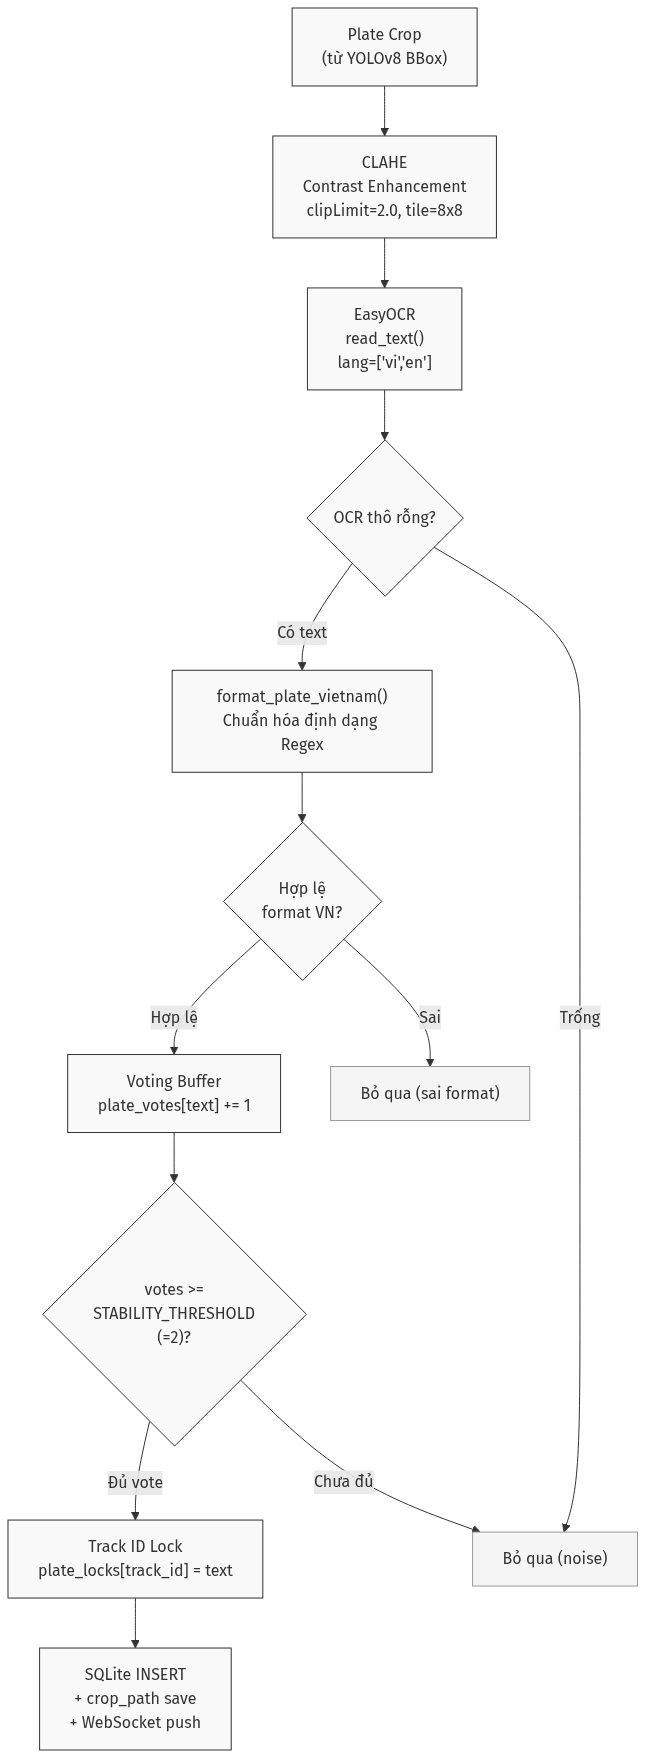 Plate Crop
(từ YOLOv8 BBox)
CLAHE
Contrast Enhancement
clipLimit=2.0, tile=8x8
EasyOCR
read_text()
lang=['vi','en']
OCR thô rỗng?
Có text
format_plate_vietnam()
Chuẩn hóa định dạng
Regex
Hợp lệ
format VN?
Hợp lệ
Sai
Trống
Voting Buffer
plate_votes[text] += 1
Bỏ qua (sai format)
votes >=
STABILITY_THRESHOLD
(=2)?
Đủ vote
Chưa đủ
Track ID Lock
plate_locks[track_id] = text
Bỏ qua (noise)
SQLite INSERT
+ crop_path save
+ WebSocket push